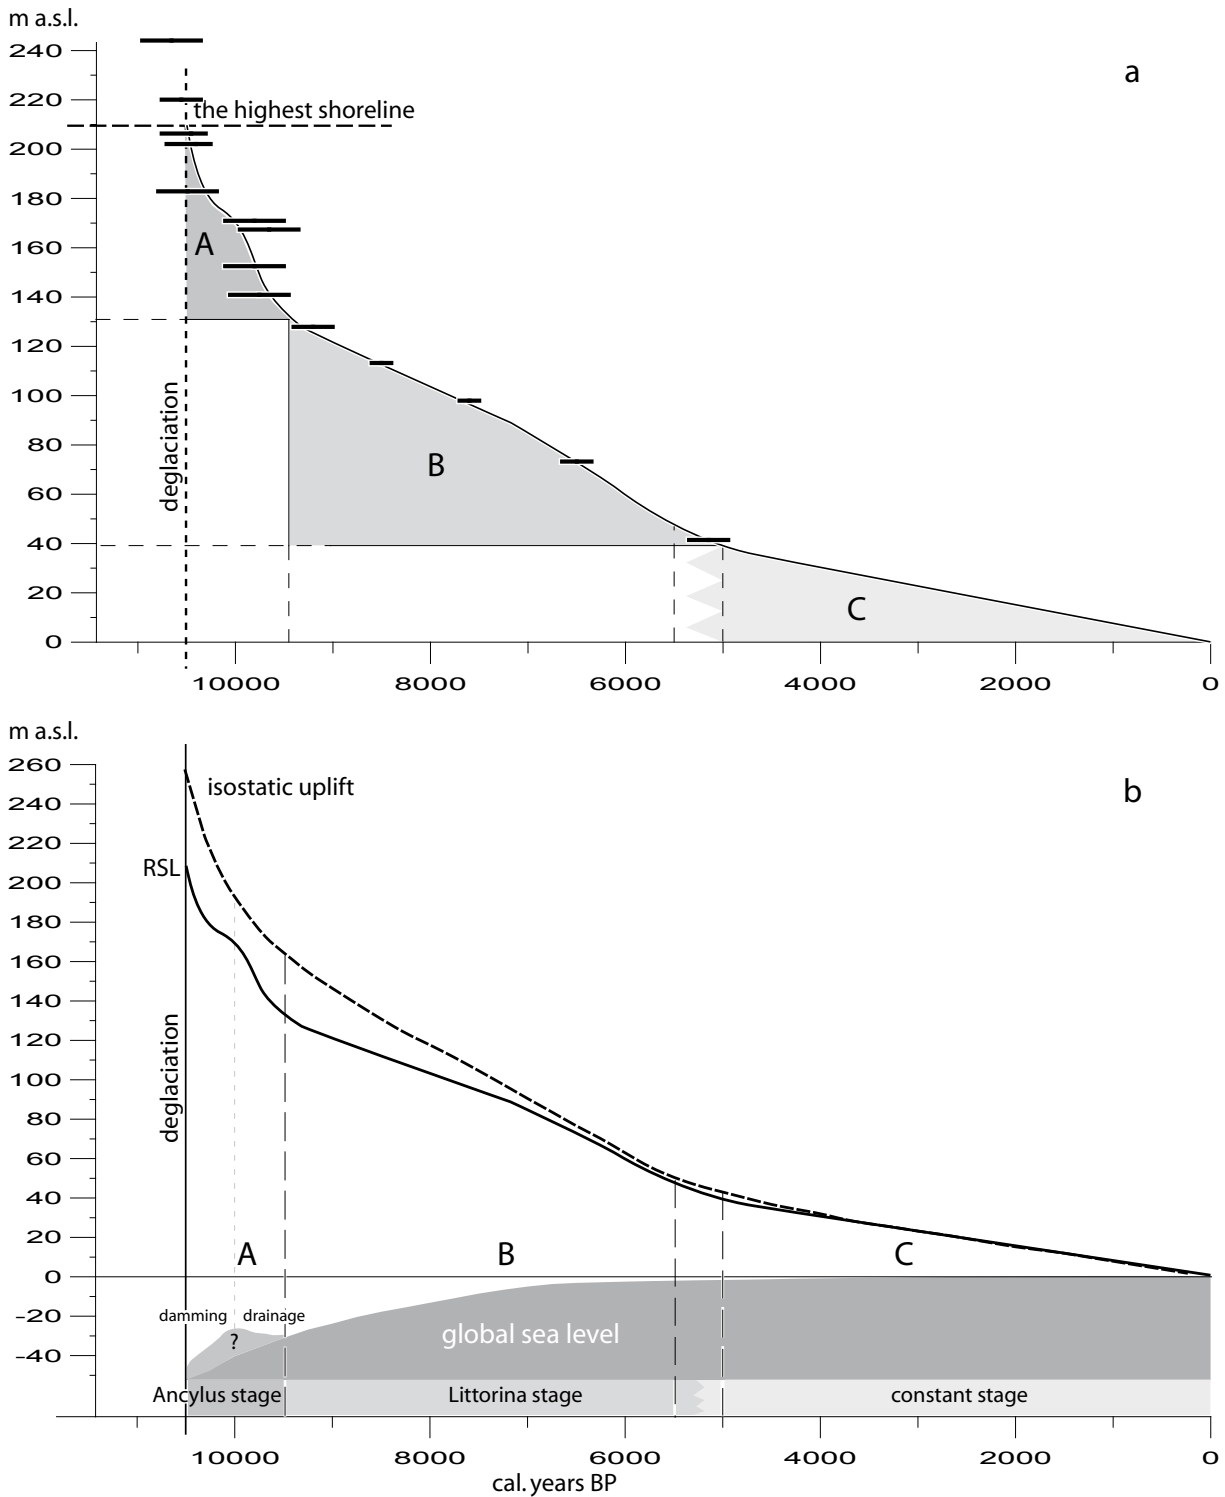 m a.s.l.
a
240
220
the highest shoreline
200
180
160
A
140
120
100
deglaciation
80
B
60
40
20
C
0
10000 8000 6000 4000 2000 0
m a.s.l.
260
isostatic uplift
b
240
220
RSL
200
180
160
140
120
deglaciation
100
80
60
40
20
A B C
0
-20
damming drainage
?
global sea level
-40
Ancylus stage Littorina stage constant stage
10000 8000 6000 4000 2000 0
cal. years BP